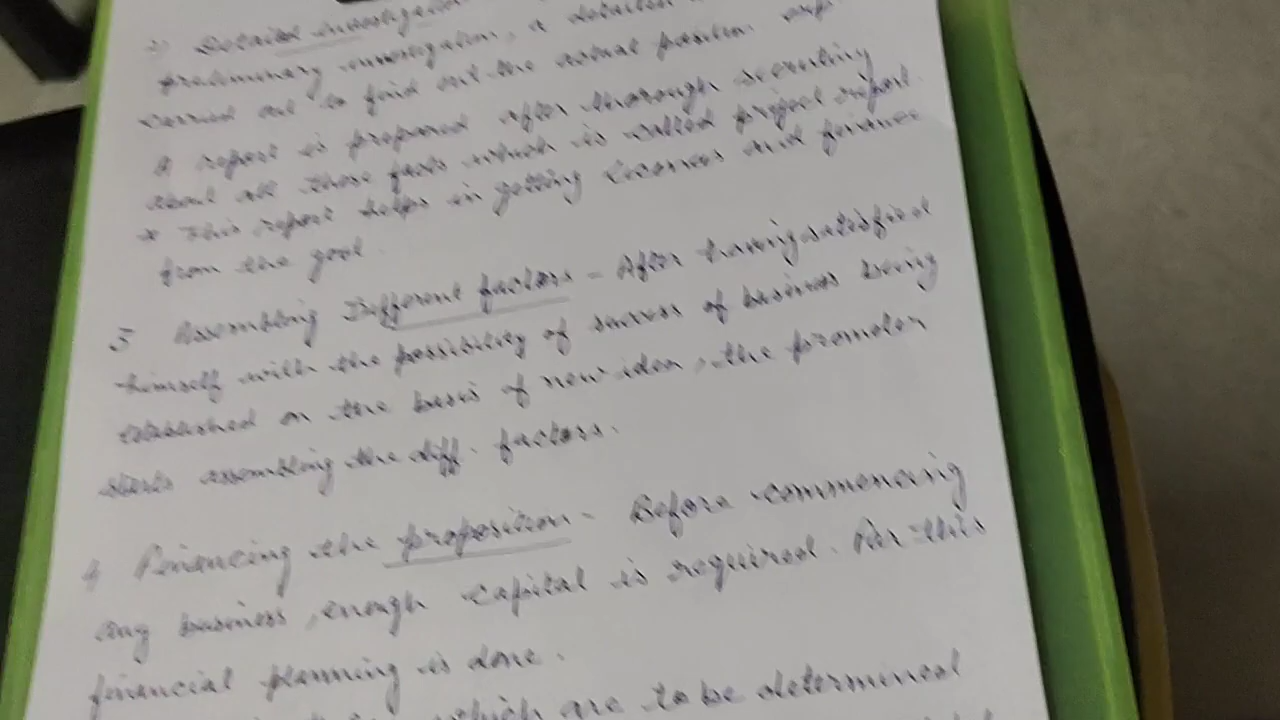 2) Detailed investigation
preliminary investigation, a detailed
carried out to find out the actual position
A report is prepared after thorough scrutiny
about all these facts which is called project report.
* This report helps in getting licenses and finance
from the govt.
3 Assembling Different factors - After having satisfied
himself with the possibility of success of business being
established on the basis of new idea, the promoter
starts assembling the diff. factors.
4 Financing the proposition - Before commencing
any business, enough capital is required. For this
financial planning is done.
which are to be determined